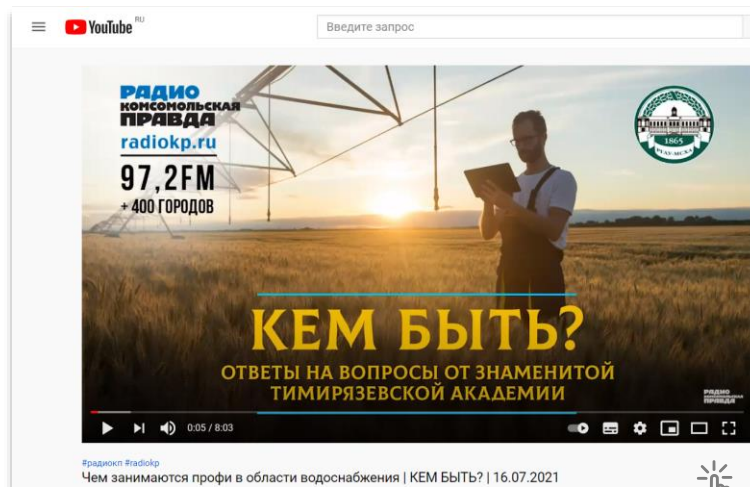 YouTube RU
Введите запрос
РАДИО
КОМСОМОЛЬСКАЯ
ПРАВДА
radiokp.ru
97,2FM
+ 400 ГОРОДОВ
1865
РГАУ-МСХА
КЕМ БЫТЬ?
ОТВЕТЫ НА ВОПРОСЫ ОТ ЗНАМЕНИТОЙ
ТИМИРЯЗЕВСКОЙ АКАДЕМИИ
РАДИО
КОМСОМОЛЬСКАЯ
ПРАВДА
0:05 / 8:03
#радиокп #radiokp
Чем занимаются профи в области водоснабжения | КЕМ БЫТЬ? | 16.07.2021